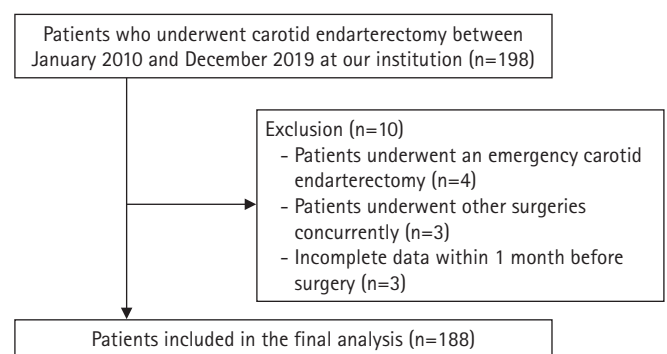 Patients who underwent carotid endarterectomy between
January 2010 and December 2019 at our institution (n=198)
Exclusion (n=10)
- Patients underwent an emergency carotid
endarterectomy (n=4)
- Patients underwent other surgeries
concurrently (n=3)
- Incomplete data within 1 month before
surgery (n=3)
Patients included in the final analysis (n=188)